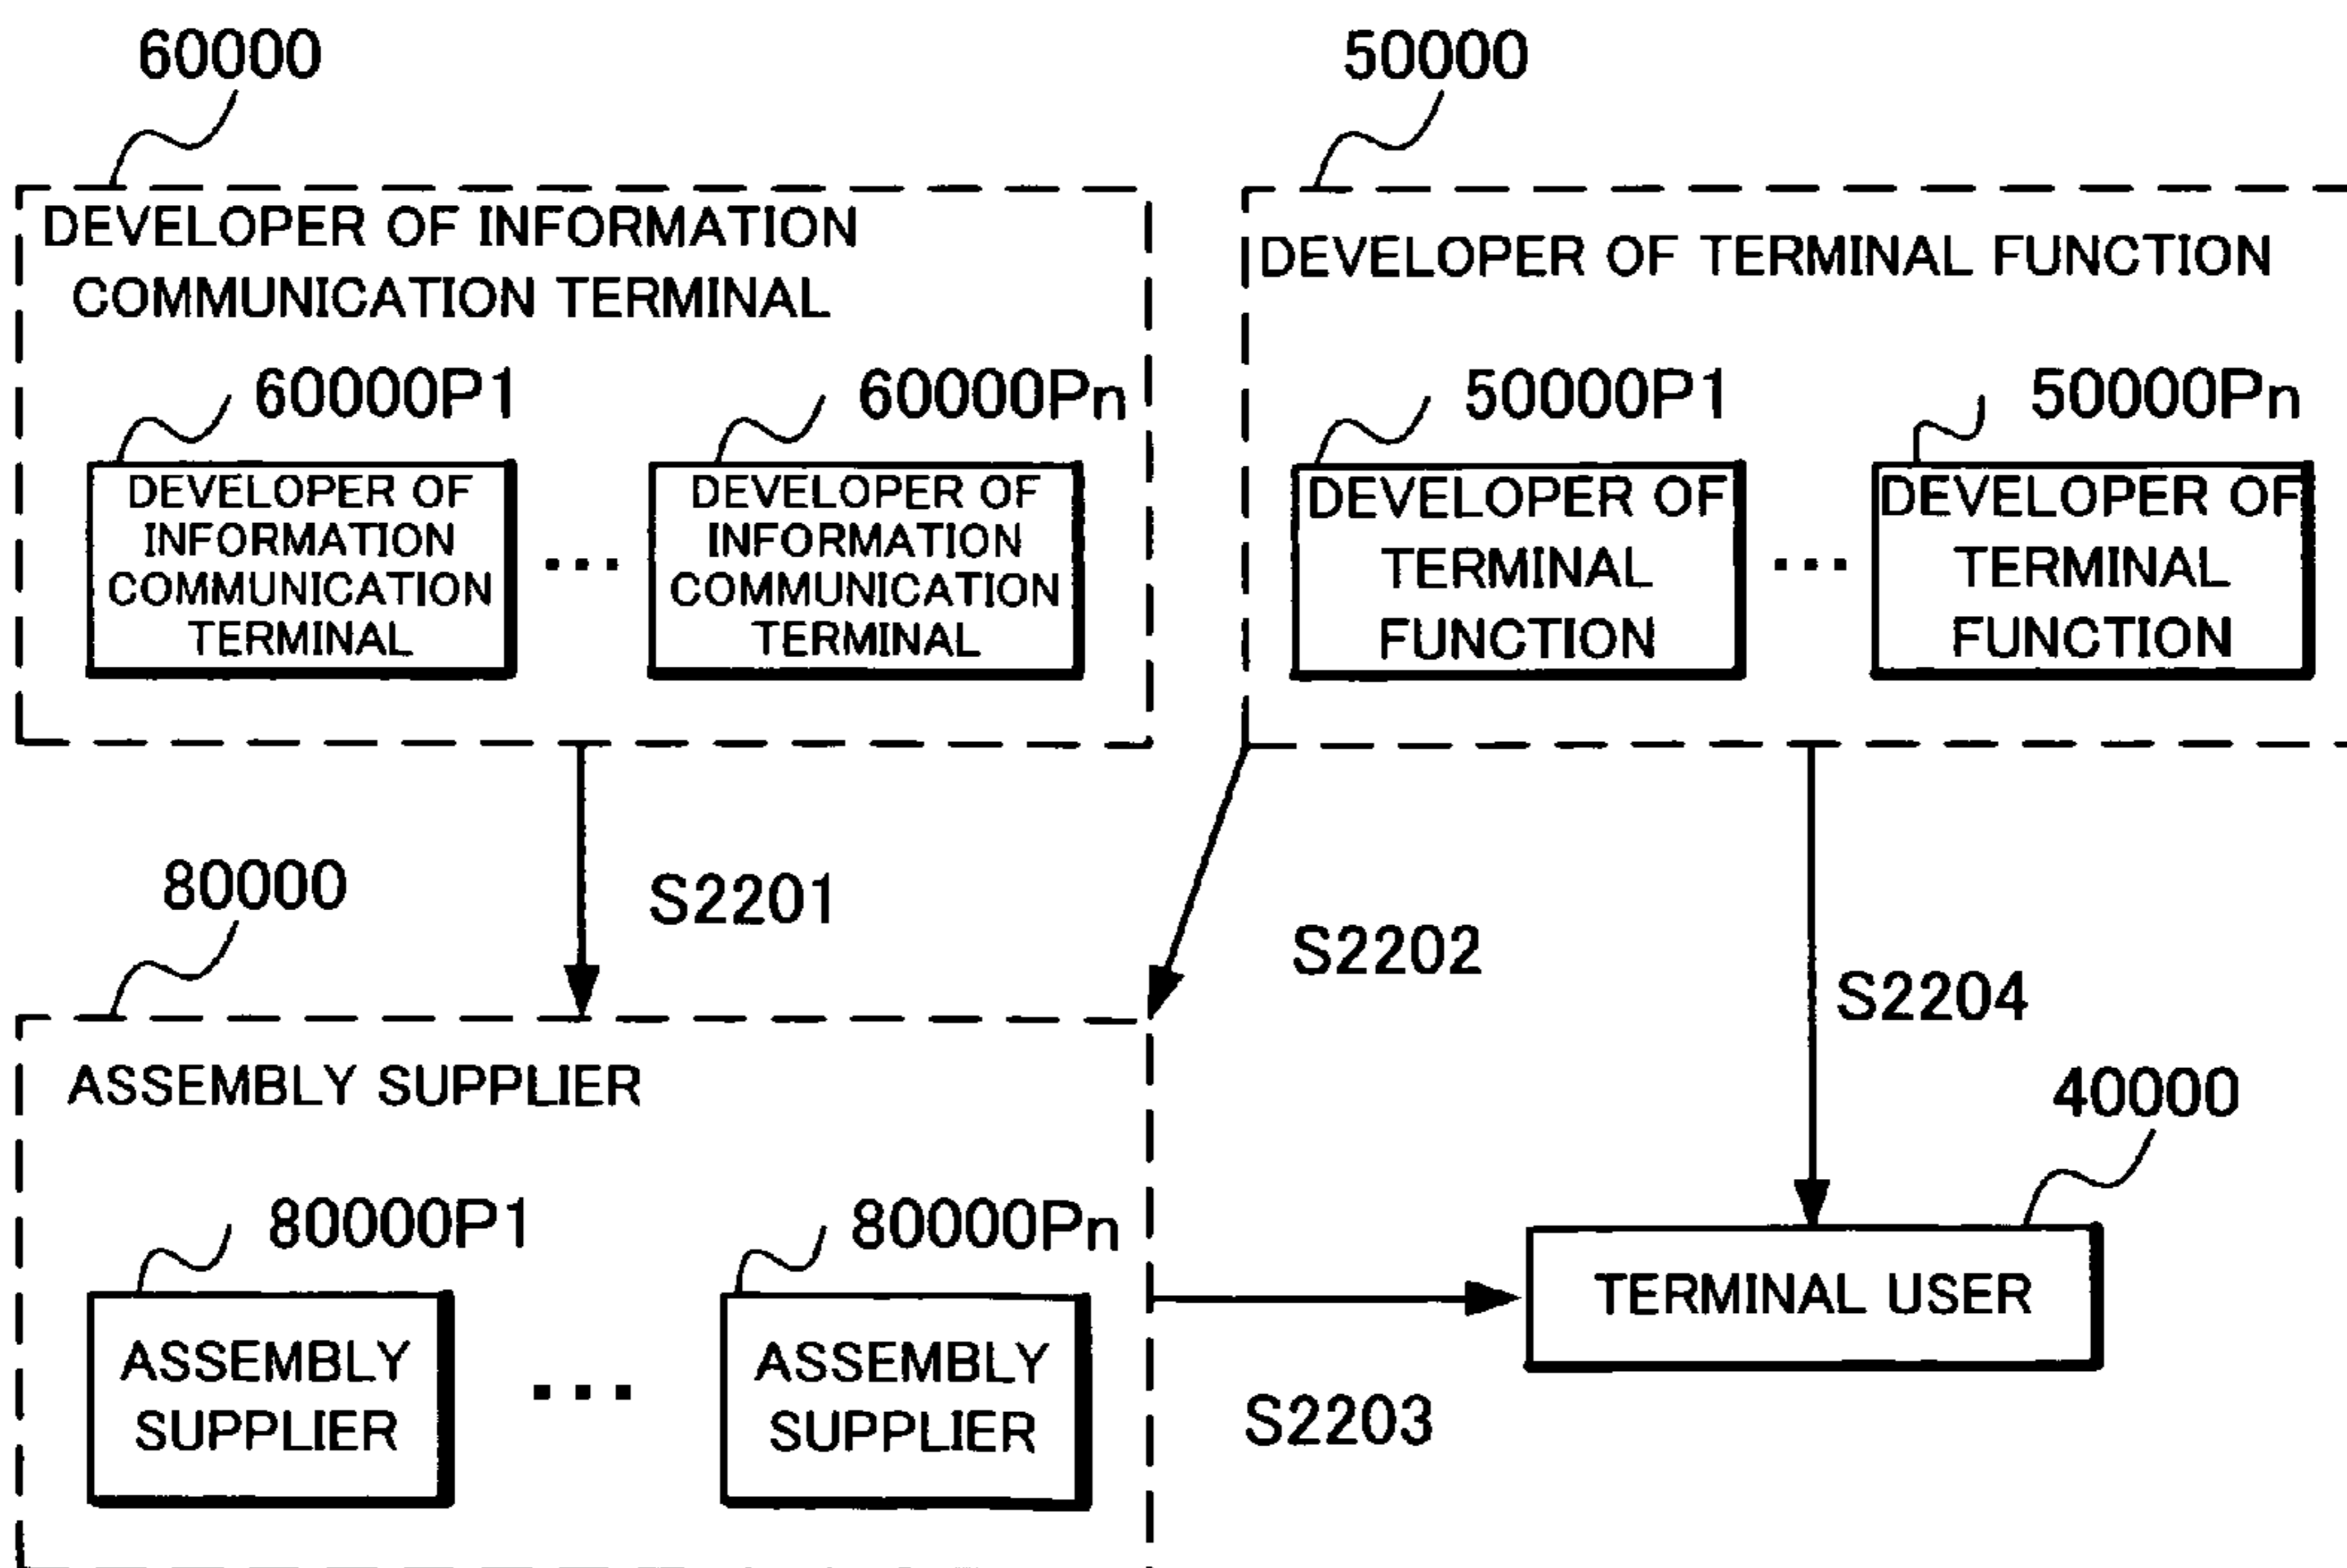 60000
50000
DEVELOPER OF INFORMATION
COMMUNICATION TERMINAL
DEVELOPER OF TERMINAL FUNCTION
60000P1
60000Pn
50000P1
50000Pn
DEVELOPER OF
INFORMATION
COMMUNICATION
TERMINAL
...
DEVELOPER OF
INFORMATION
COMMUNICATION
TERMINAL
DEVELOPER OF
TERMINAL
FUNCTION
...
DEVELOPER OF
TERMINAL
FUNCTION
80000
S2201
S2202
S2204
ASSEMBLY SUPPLIER
40000
80000P1
80000Pn
ASSEMBLY
SUPPLIER
...
ASSEMBLY
SUPPLIER
TERMINAL USER
S2203